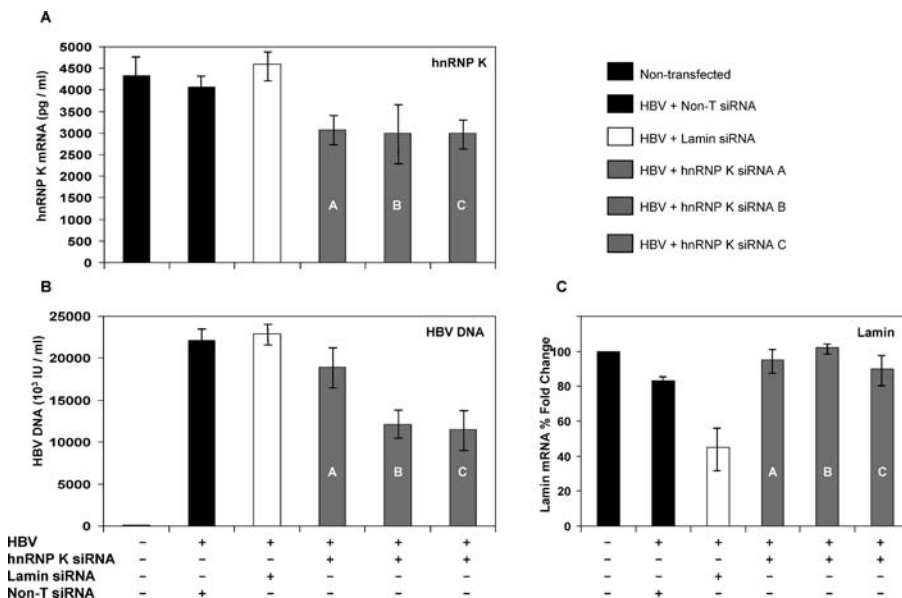 A
5000
4500
4000
3500
3000
2500
2000
1500
1000
500
0
hnRNP K mRNA (pg / ml)
hnRNP K
A B C
Non-transfected
HBV + Non-T siRNA
HBV + Lamin siRNA
HBV + hnRNP K siRNA A
HBV + hnRNP K siRNA B
HBV + hnRNP K siRNA C
B
25000
20000
15000
10000
5000
0
HBV DNA (10³ IU / ml)
HBV DNA
A B C
C
100
80
60
40
20
0
Lamin mRNA % Fold Change
Lamin
A B C
HBV – + + + + + – + + + + +
hnRNP K siRNA – – – + + + – – – + + +
Lamin siRNA – – + – – – – – + – – –
Non-T siRNA – + – – – – – + – – – –